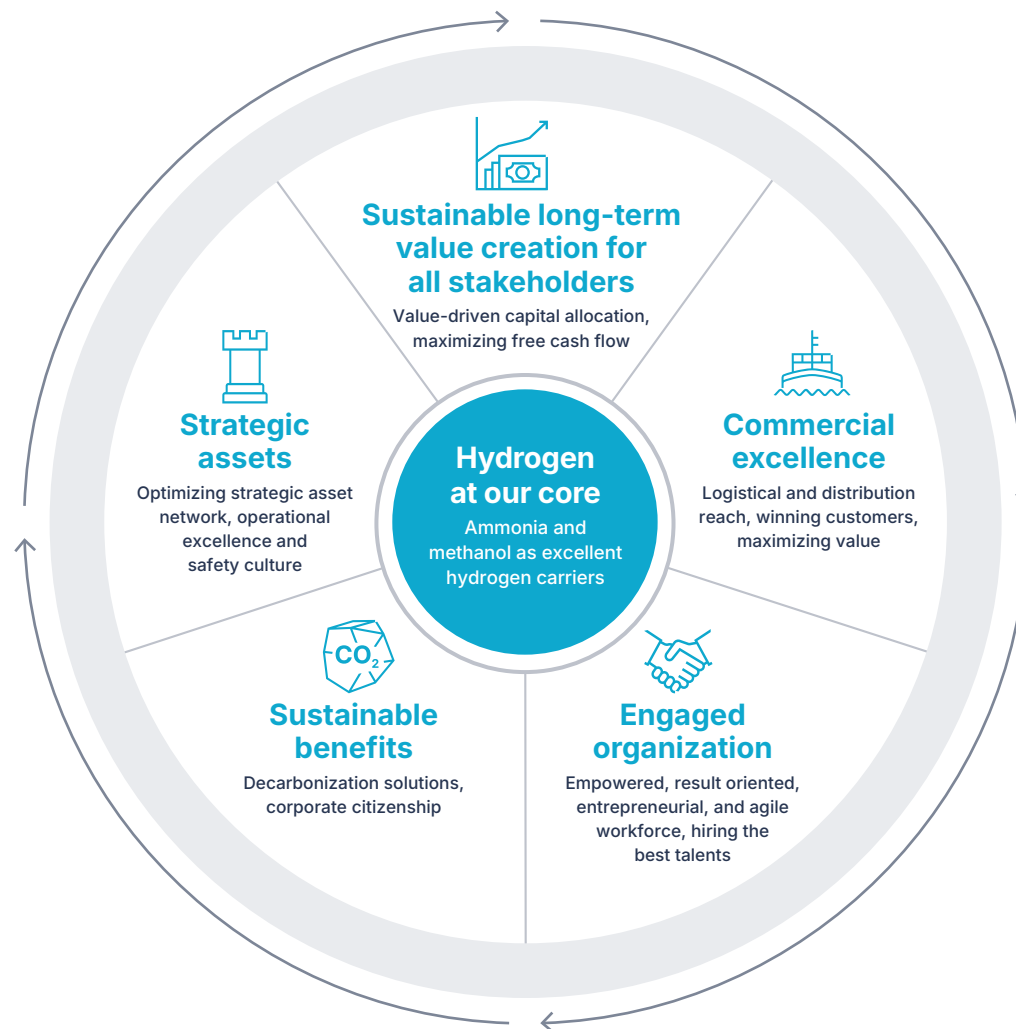 Sustainable long-term
value creation for
all stakeholders
Value-driven capital allocation,
maximizing free cash flow
Strategic
assets
Optimizing strategic asset
network, operational
excellence and
safety culture
Hydrogen
at our core
Ammonia and
methanol as excellent
hydrogen carriers
Commercial
excellence
Logistical and distribution
reach, winning customers,
maximizing value
CO₂
Sustainable
benefits
Decarbonization solutions,
corporate citizenship
Engaged
organization
Empowered, result oriented,
entrepreneurial, and agile
workforce, hiring the
best talents